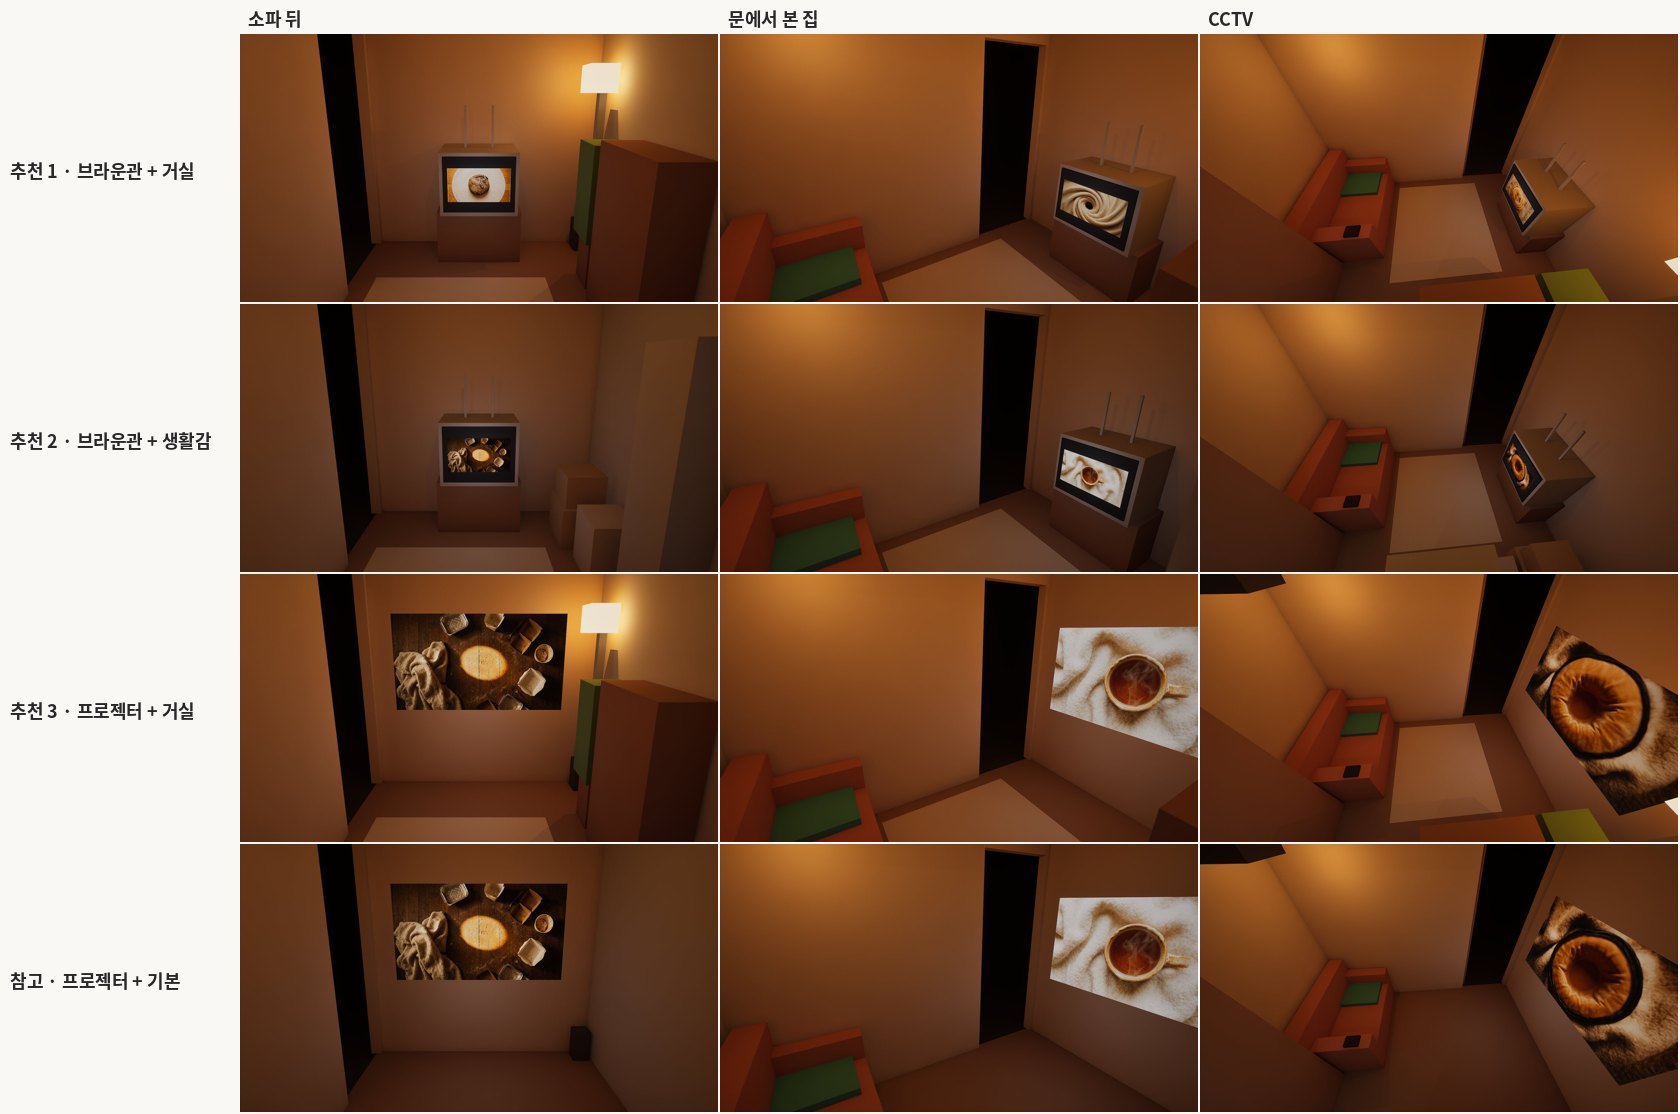 소파 뒤
문에서 본 집
CCTV
추천 1 · 브라운관 + 거실
추천 2 · 브라운관 + 생활감
추천 3 · 프로젝터 + 거실
참고 · 프로젝터 + 기본